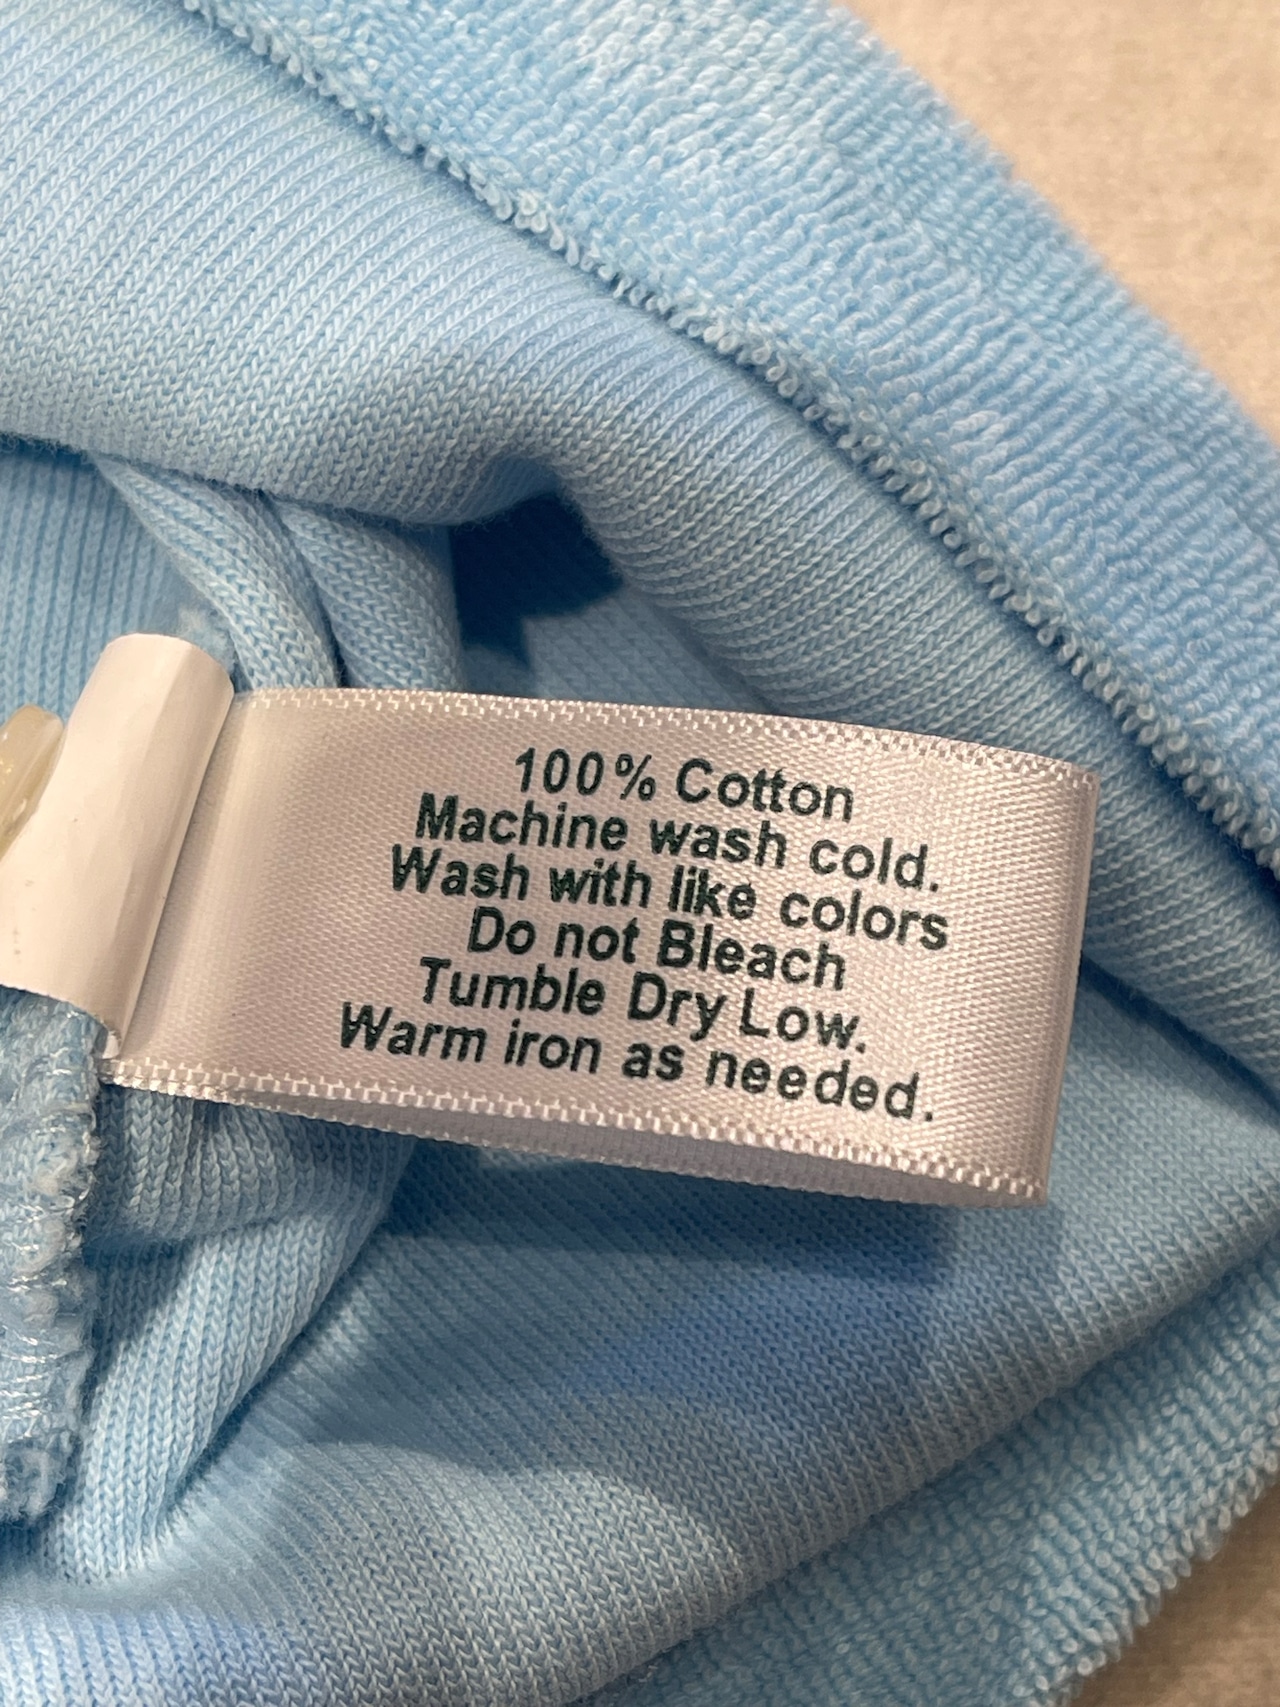 100% Cotton
Machine wash cold.
Wash with like colors
Do not Bleach
Tumble Dry Low.
Warm iron as needed.